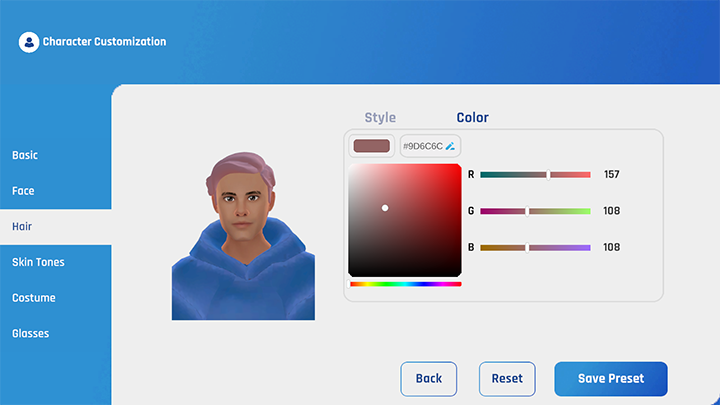 Character Customization
Style
Color
#9D6C6C
Basic
Face
Hair
Skin Tones
Costume
Glasses
R 157
G 108
B 108
Back
Reset
Save Preset